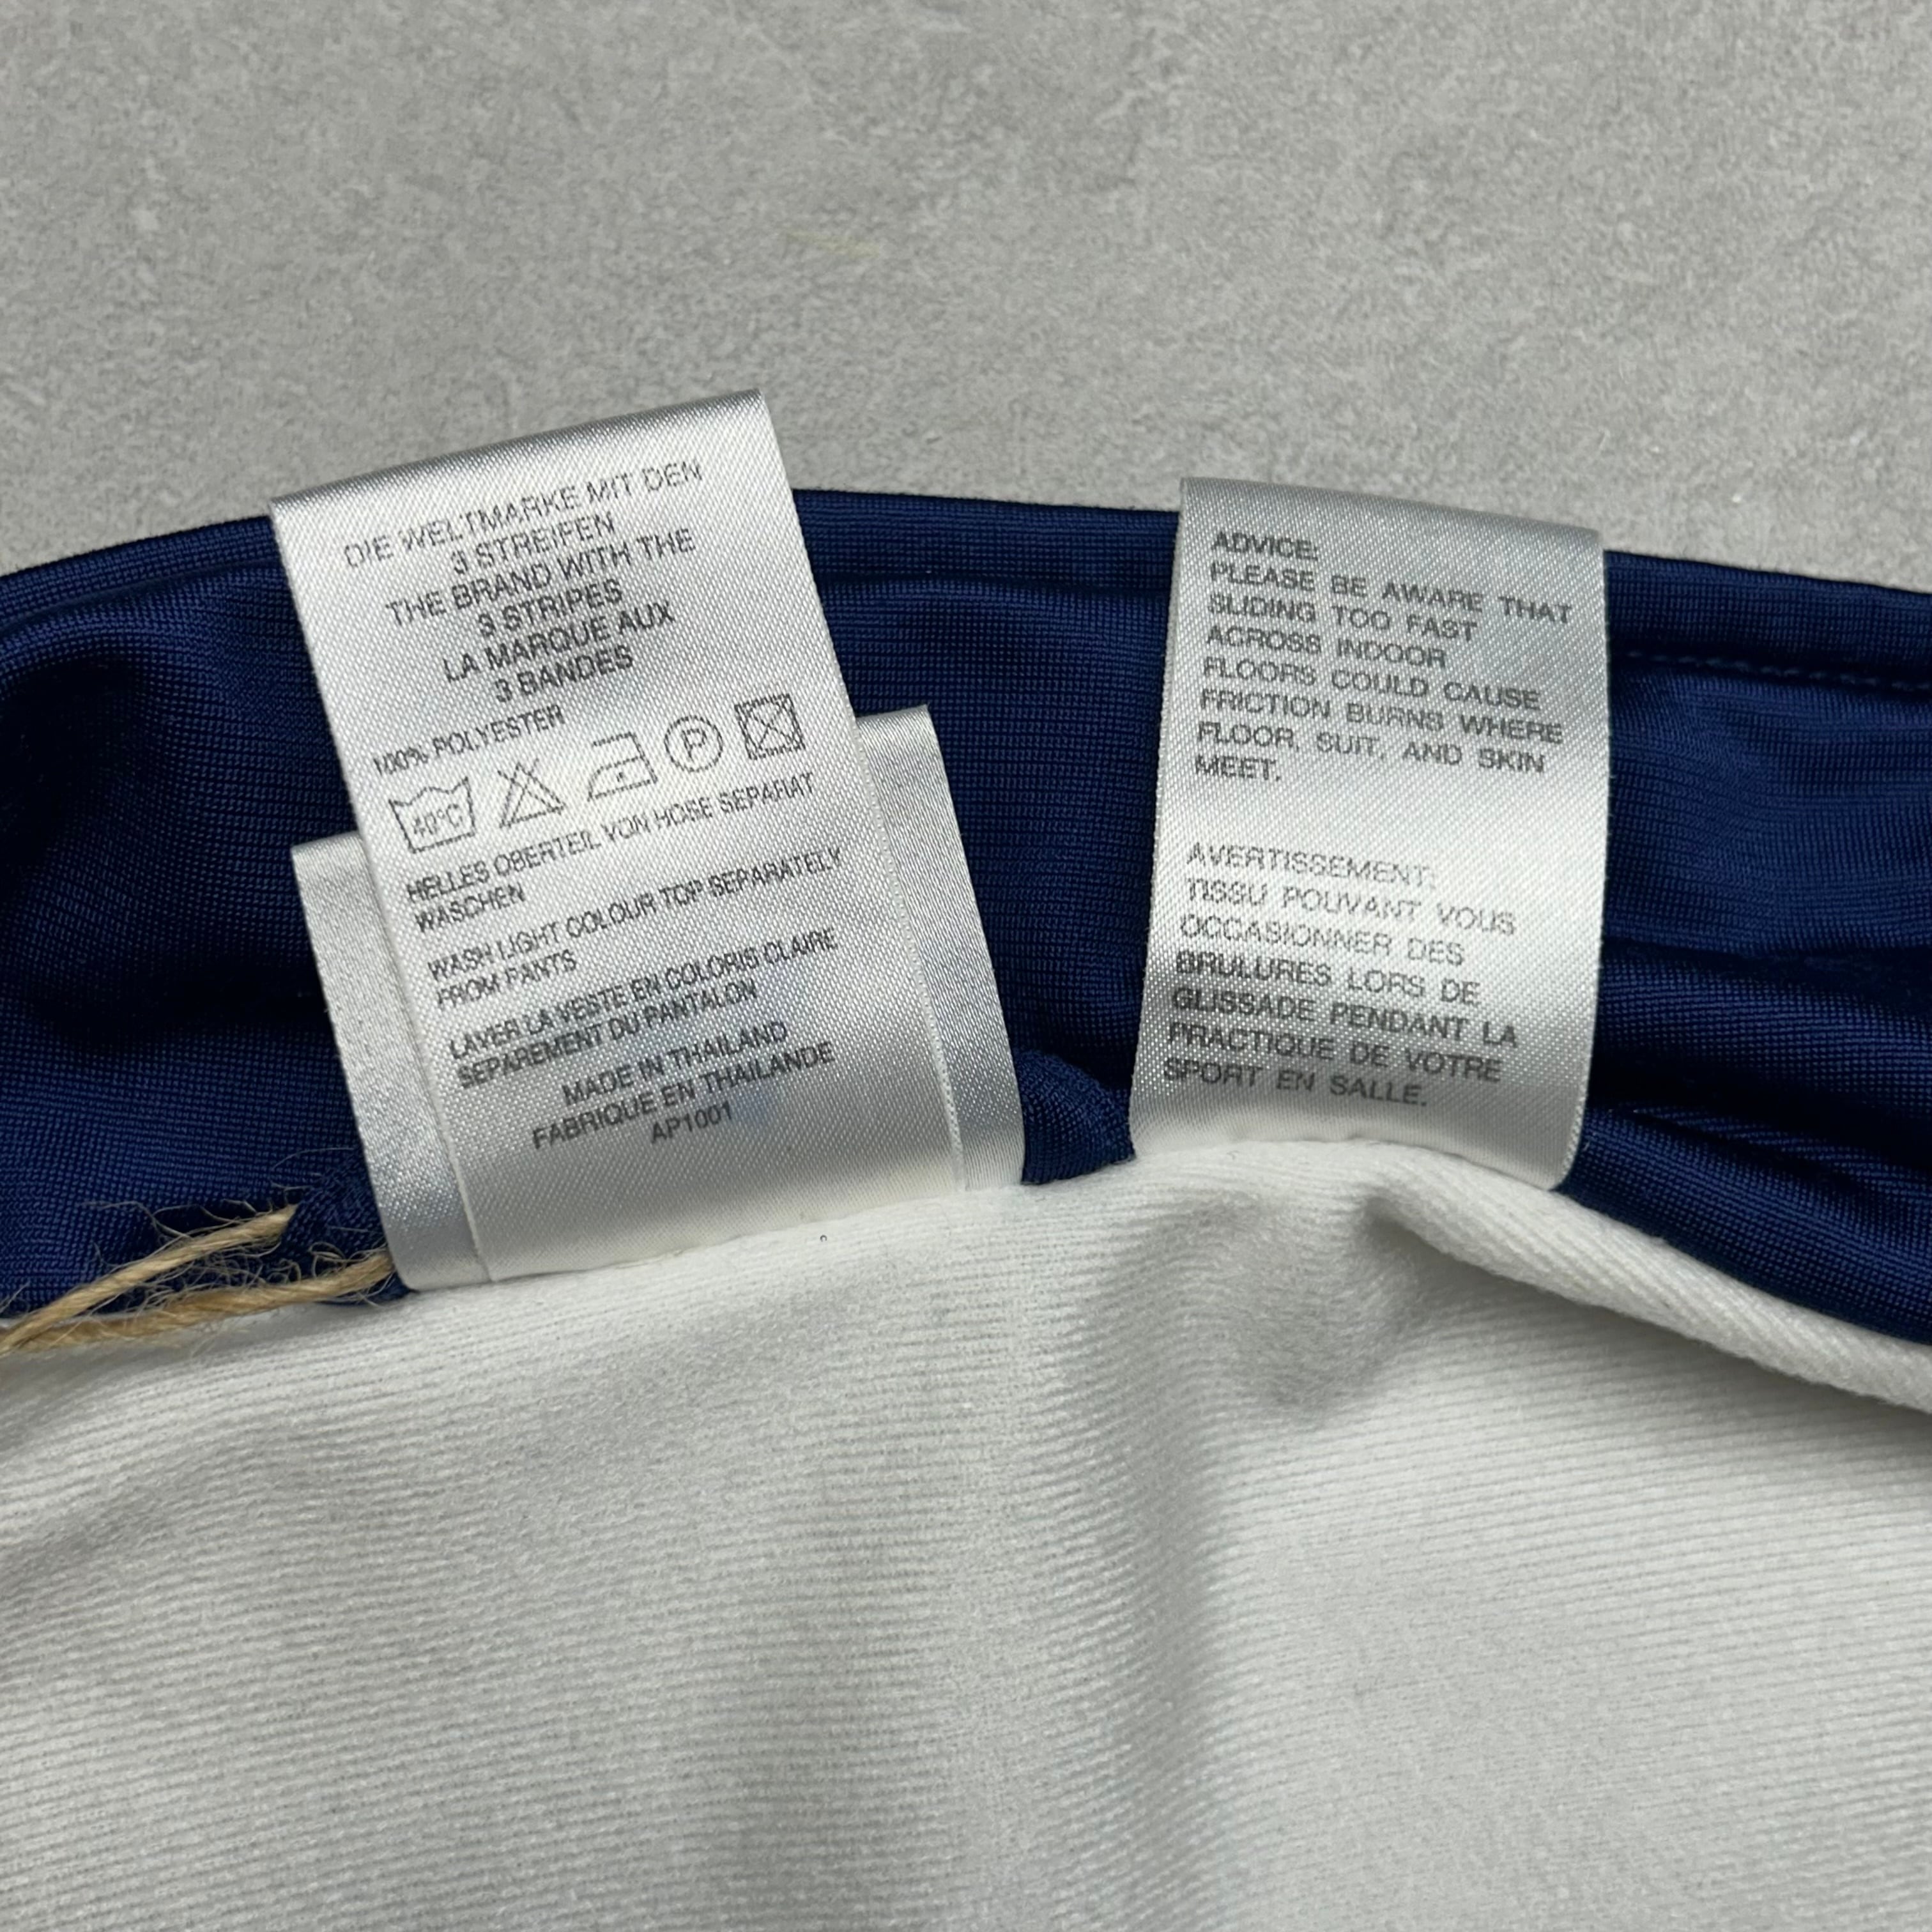 DIE WELTMARKE MIT DEN
3 STREIFEN
THE BRAND WITH THE
3 STRIPES
LA MARQUE AUX
3 BANDES
100% POLYESTER
40°C P
HELLES OBERTEIL VON HOSE SEPARAT
WASCHEN
WASH LIGHT COLOUR TOP SEPARATELY
FROM PANTS
LAVER LA VESTE EN COLORIS CLAIRE
SEPAREMENT DU PANTALON
MADE IN THAILAND
FABRIQUE EN THAILANDE
AP1001
ADVICE:
PLEASE BE AWARE THAT
SLIDING TOO FAST
ACROSS INDOOR
FLOORS COULD CAUSE
FRICTION BURNS WHERE
FLOOR, SUIT, AND SKIN
MEET.
AVERTISSEMENT:
TISSU POUVANT VOUS
OCCASIONNER DES
BRULURES LORS DE
GLISSADE PENDANT LA
PRACTIQUE DE VOTRE
SPORT EN SALLE.